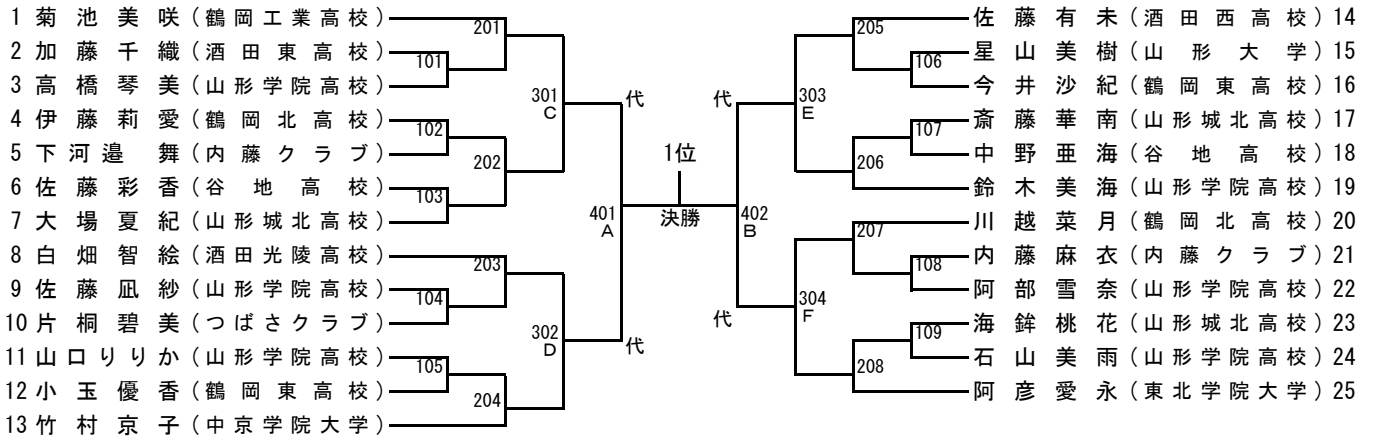 1 菊池美咲（鶴岡工業高校）
2 加藤千織（酒田東高校）
3 高橋琴美（山形学院高校）
4 伊藤莉愛（鶴岡北高校）
5 下河邉舞（内藤クラブ）
6 佐藤彩香（谷地高校）
7 大場夏紀（山形城北高校）
8 白畑智絵（酒田光陵高校）
9 佐藤凪紗（山形学院高校）
10 片桐碧美（つばさクラブ）
11 山口りりか（山形学院高校）
12 小玉優香（鶴岡東高校）
13 竹村京子（中京学院大学）
201
101
301
C
102
202
103
401
A
203
104
302
D
105
204
代
代
1位
決勝
代
代
205
106
303
E
107
206
402
B
207
108
304
F
109
208
佐藤有未（酒田西高校）14
星山美樹（山形大学）15
今井沙紀（鶴岡東高校）16
斎藤華南（山形城北高校）17
中野亜海（谷地高校）18
鈴木美海（山形学院高校）19
川越菜月（鶴岡北高校）20
内藤麻衣（内藤クラブ）21
阿部雪奈（山形学院高校）22
海鉾桃花（山形城北高校）23
石山美雨（山形学院高校）24
阿彦愛永（東北学院大学）25